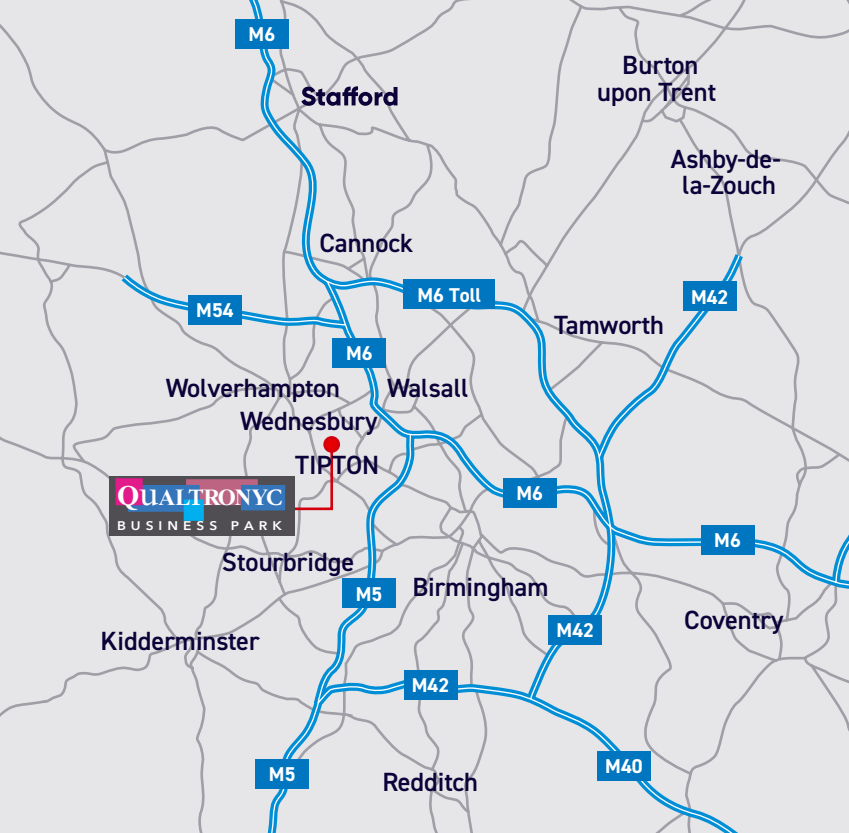 M6
Stafford
Burton
upon Trent
Ashby-de-
la-Zouch
Cannock
M6 Toll
M42
M54
Tamworth
M6
Wolverhampton
Walsall
Wednesbury
TIPTON
QUALTRONYC
BUSINESS PARK
M6
M6
Stourbridge
M5
Birmingham
Coventry
M42
Kidderminster
M42
M5
M40
Redditch